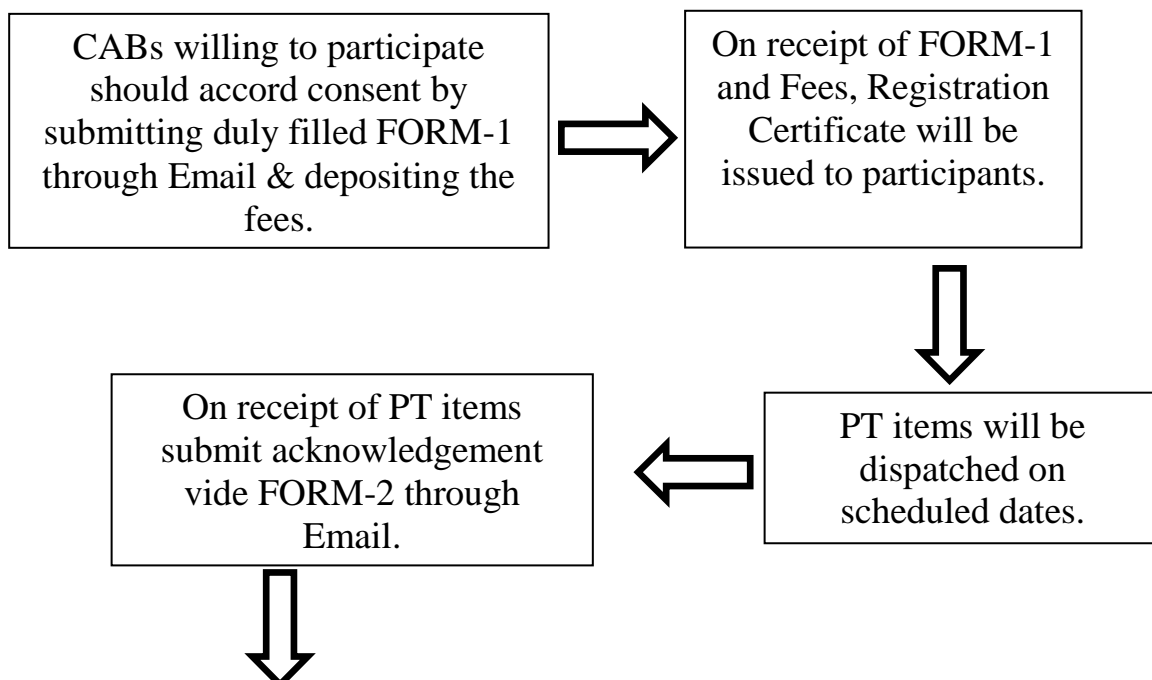 CABs willing to participate
should accord consent by
submitting duly filled FORM-1
through Email & depositing the
fees.
On receipt of FORM-1
and Fees, Registration
Certificate will be
issued to participants.
PT items will be
dispatched on
scheduled dates.
On receipt of PT items
submit acknowledgement
vide FORM-2 through
Email.